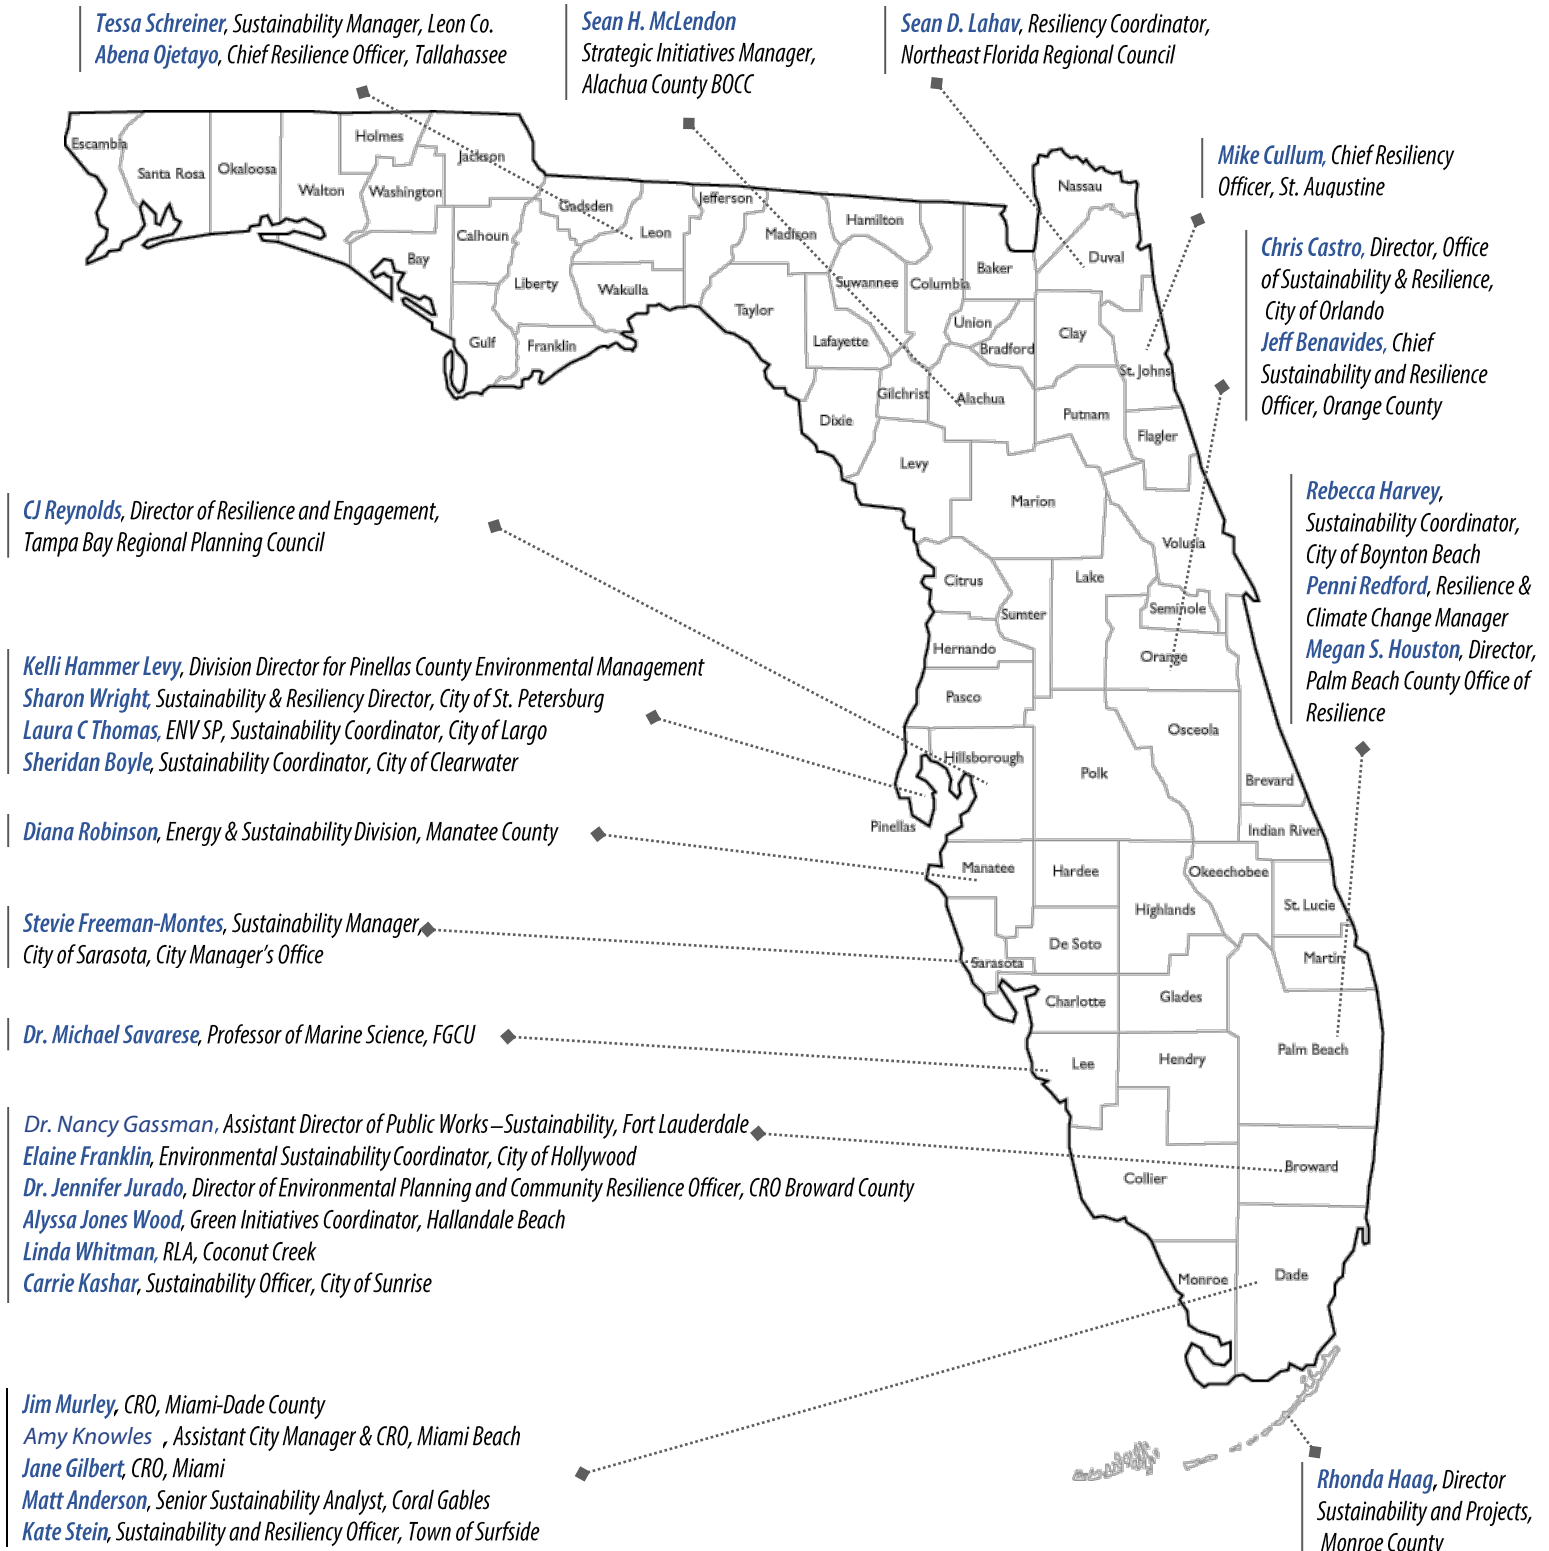 Tessa Schreiner, Sustainability Manager, Leon Co.
Abena Ojetayo, Chief Resilience Officer, Tallahassee
Sean H. McLendon
Strategic Initiatives Manager,
Alachua County BOCC
Sean D. Lahav, Resiliency Coordinator,
Northeast Florida Regional Council
Mike Cullum, Chief Resiliency
Officer, St. Augustine
Chris Castro, Director, Office
of Sustainability & Resilience,
City of Orlando
Jeff Benavides, Chief
Sustainability and Resilience
Officer, Orange County
Rebecca Harvey,
Sustainability Coordinator,
City of Boynton Beach
Penni Redford, Resilience &
Climate Change Manager
Megan S. Houston, Director,
Palm Beach County Office of
Resilience
CJ Reynolds, Director of Resilience and Engagement,
Tampa Bay Regional Planning Council
Kelli Hammer Levy, Division Director for Pinellas County Environmental Management
Sharon Wright, Sustainability & Resiliency Director, City of St. Petersburg
Laura C Thomas, ENV SP, Sustainability Coordinator, City of Largo
Sheridan Boyle, Sustainability Coordinator, City of Clearwater
Diana Robinson, Energy & Sustainability Division, Manatee County
Stevie Freeman-Montes, Sustainability Manager,
City of Sarasota, City Manager's Office
Dr. Michael Savarese, Professor of Marine Science, FGCU
Dr. Nancy Gassman, Assistant Director of Public Works–Sustainability, Fort Lauderdale
Elaine Franklin, Environmental Sustainability Coordinator, City of Hollywood
Dr. Jennifer Jurado, Director of Environmental Planning and Community Resilience Officer, CRO Broward County
Alyssa Jones Wood, Green Initiatives Coordinator, Hallandale Beach
Linda Whitman, RLA, Coconut Creek
Carrie Kashar, Sustainability Officer, City of Sunrise
Jim Murley, CRO, Miami-Dade County
Amy Knowles , Assistant City Manager & CRO, Miami Beach
Jane Gilbert, CRO, Miami
Matt Anderson, Senior Sustainability Analyst, Coral Gables
Kate Stein, Sustainability and Resiliency Officer, Town of Surfside
Rhonda Haag, Director
Sustainability and Projects,
Monroe County
Escambia
Santa Rosa
Okaloosa
Walton
Holmes
Washington
Jackson
Bay
Calhoun
Gulf
Liberty
Franklin
Gadsden
Leon
Wakulla
Jefferson
Madison
Taylor
Hamilton
Suwannee
Lafayette
Dixie
Columbia
Baker
Union
Bradford
Gilchrist
Alachua
Levy
Nassau
Duval
Clay
St. Johns
Putnam
Flagler
Marion
Volusia
Citrus
Sumter
Lake
Seminole
Hernando
Orange
Pasco
Osceola
Hillsborough
Polk
Brevard
Pinellas
Indian River
Manatee
Hardee
Okeechobee
Highlands
St. Lucie
De Soto
Sarasota
Martin
Charlotte
Glades
Lee
Hendry
Palm Beach
Collier
Broward
Monroe
Dade